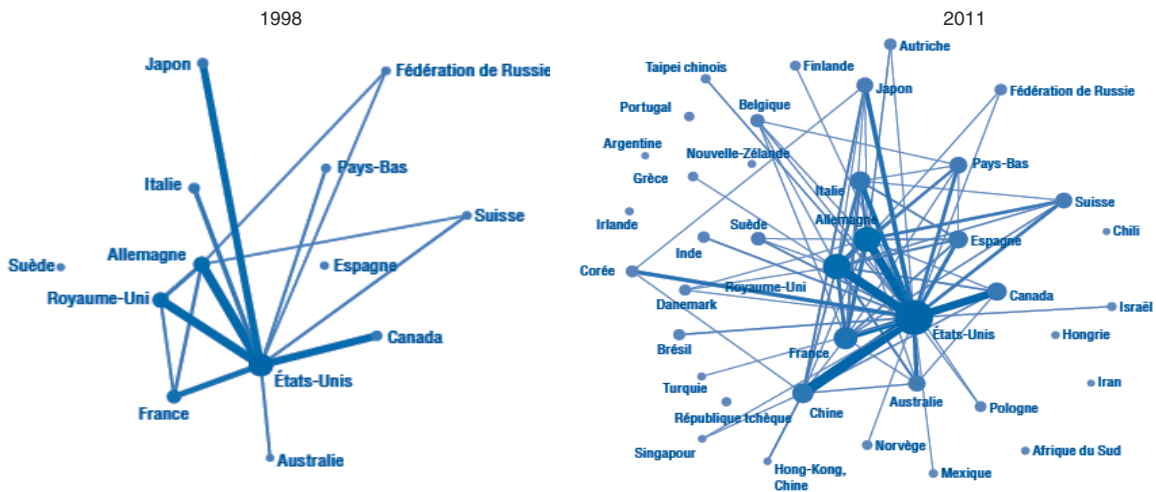 1998
Japon
Fédération de Russie
Pays-Bas
Italie
Suisse
Allemagne
Suède
Espagne
Royaume-Uni
Canada
États-Unis
France
Australie
2011
Autriche
Taipei chinois
Finlande
Japon
Fédération de Russie
Portugal
Belgique
Argentine
Nouvelle-Zélande
Pays-Bas
Grèce
Italie
Suisse
Irlande
Suède
Allemagne
Chili
Inde
Espagne
Corée
Royaume-Uni
Canada
Danemark
Israël
États-Unis
Hongrie
Brésil
France
Turquie
Iran
République tchèque
Chine
Australie
Pologne
Singapour
Norvège
Afrique du Sud
Hong-Kong,
Chine
Mexique